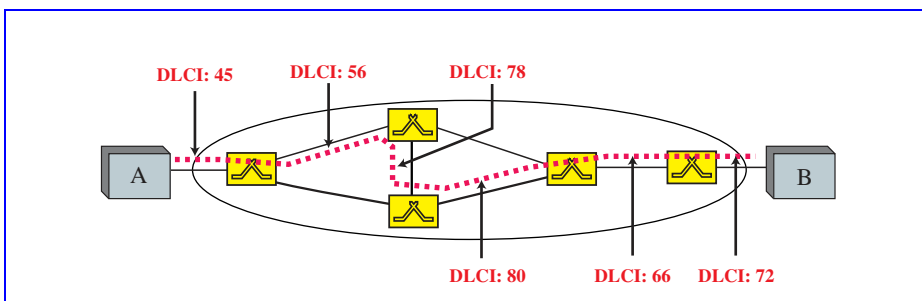 DLCI: 45
DLCI: 56
DLCI: 78
A
B
DLCI: 80
DLCI: 66
DLCI: 72